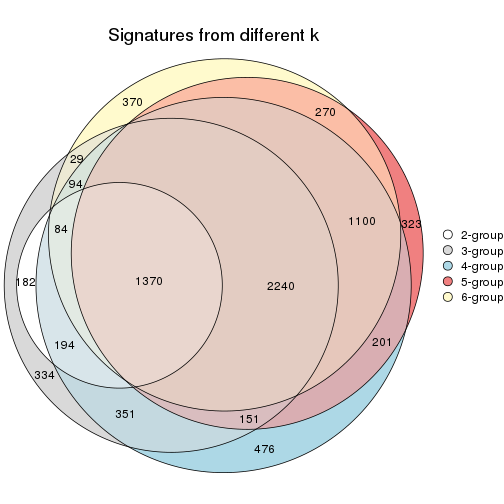 Signatures from different k
370
270
29
94
1100
323
84
2-group
3-group
4-group
5-group
6-group
182
1370
2240
194
201
334
351
151
476